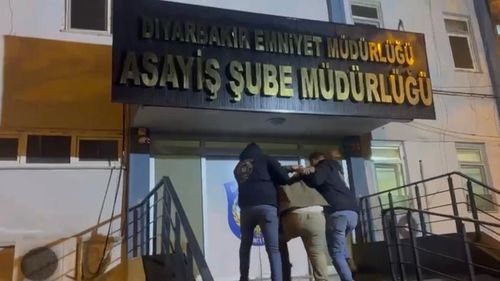 DİYARBAKIR EMNİYET MÜDÜRLÜĞÜ
ASAYİŞ ŞUBE MÜDÜRLÜĞÜ